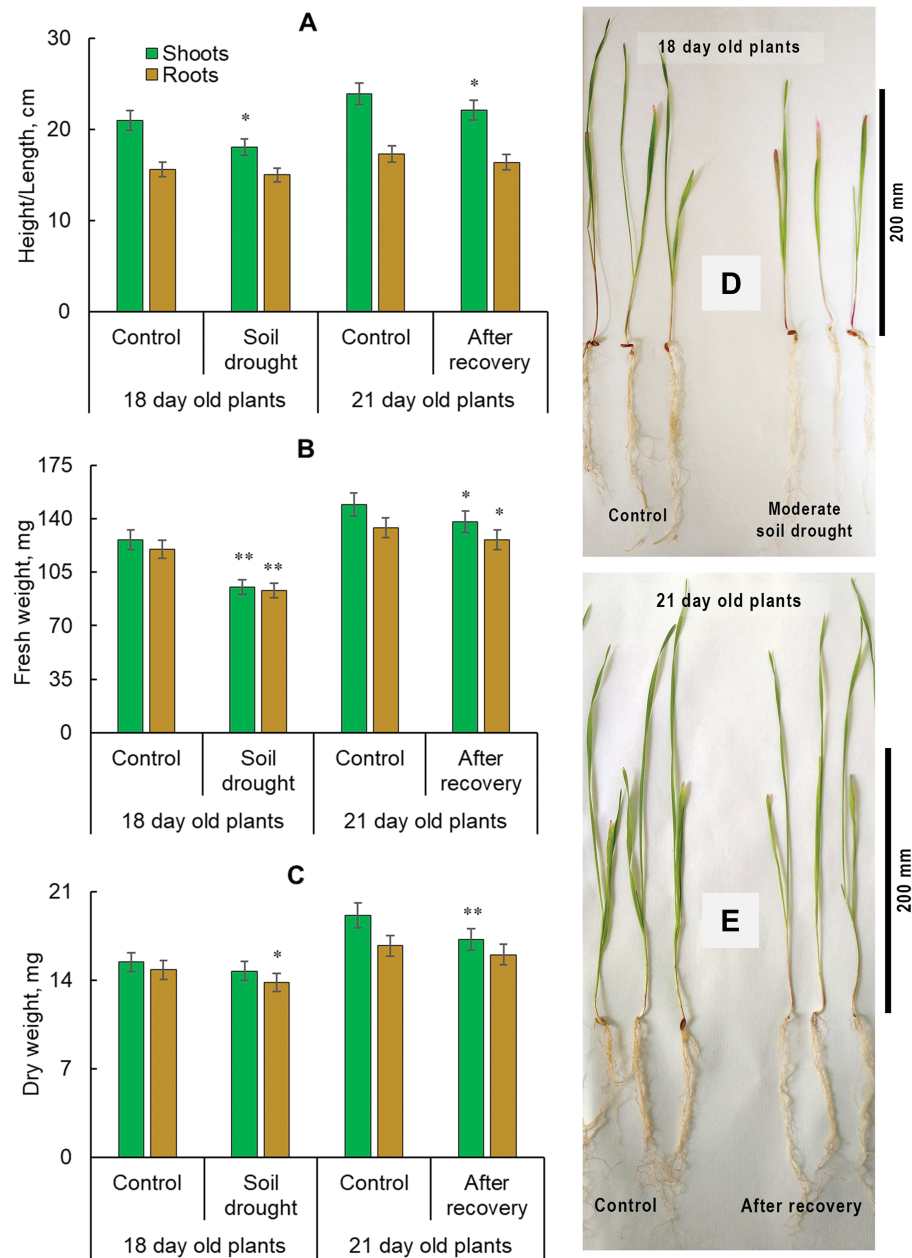 A
Height/Length, cm
30
20
10
0
Shoots
Roots
*
*
Control
Soil
drought
Control
After
recovery
18 day old plants
21 day old plants
B
Fresh weight, mg
175
140
105
70
35
0
**
**
*
*
Control
Soil
drought
Control
After
recovery
18 day old plants
21 day old plants
C
Dry weight, mg
21
14
7
0
*
**
Control
Soil
drought
Control
After
recovery
18 day old plants
21 day old plants
18 day old plants
D
200 mm
Control
Moderate
soil drought
21 day old plants
E
200 mm
Control
After recovery